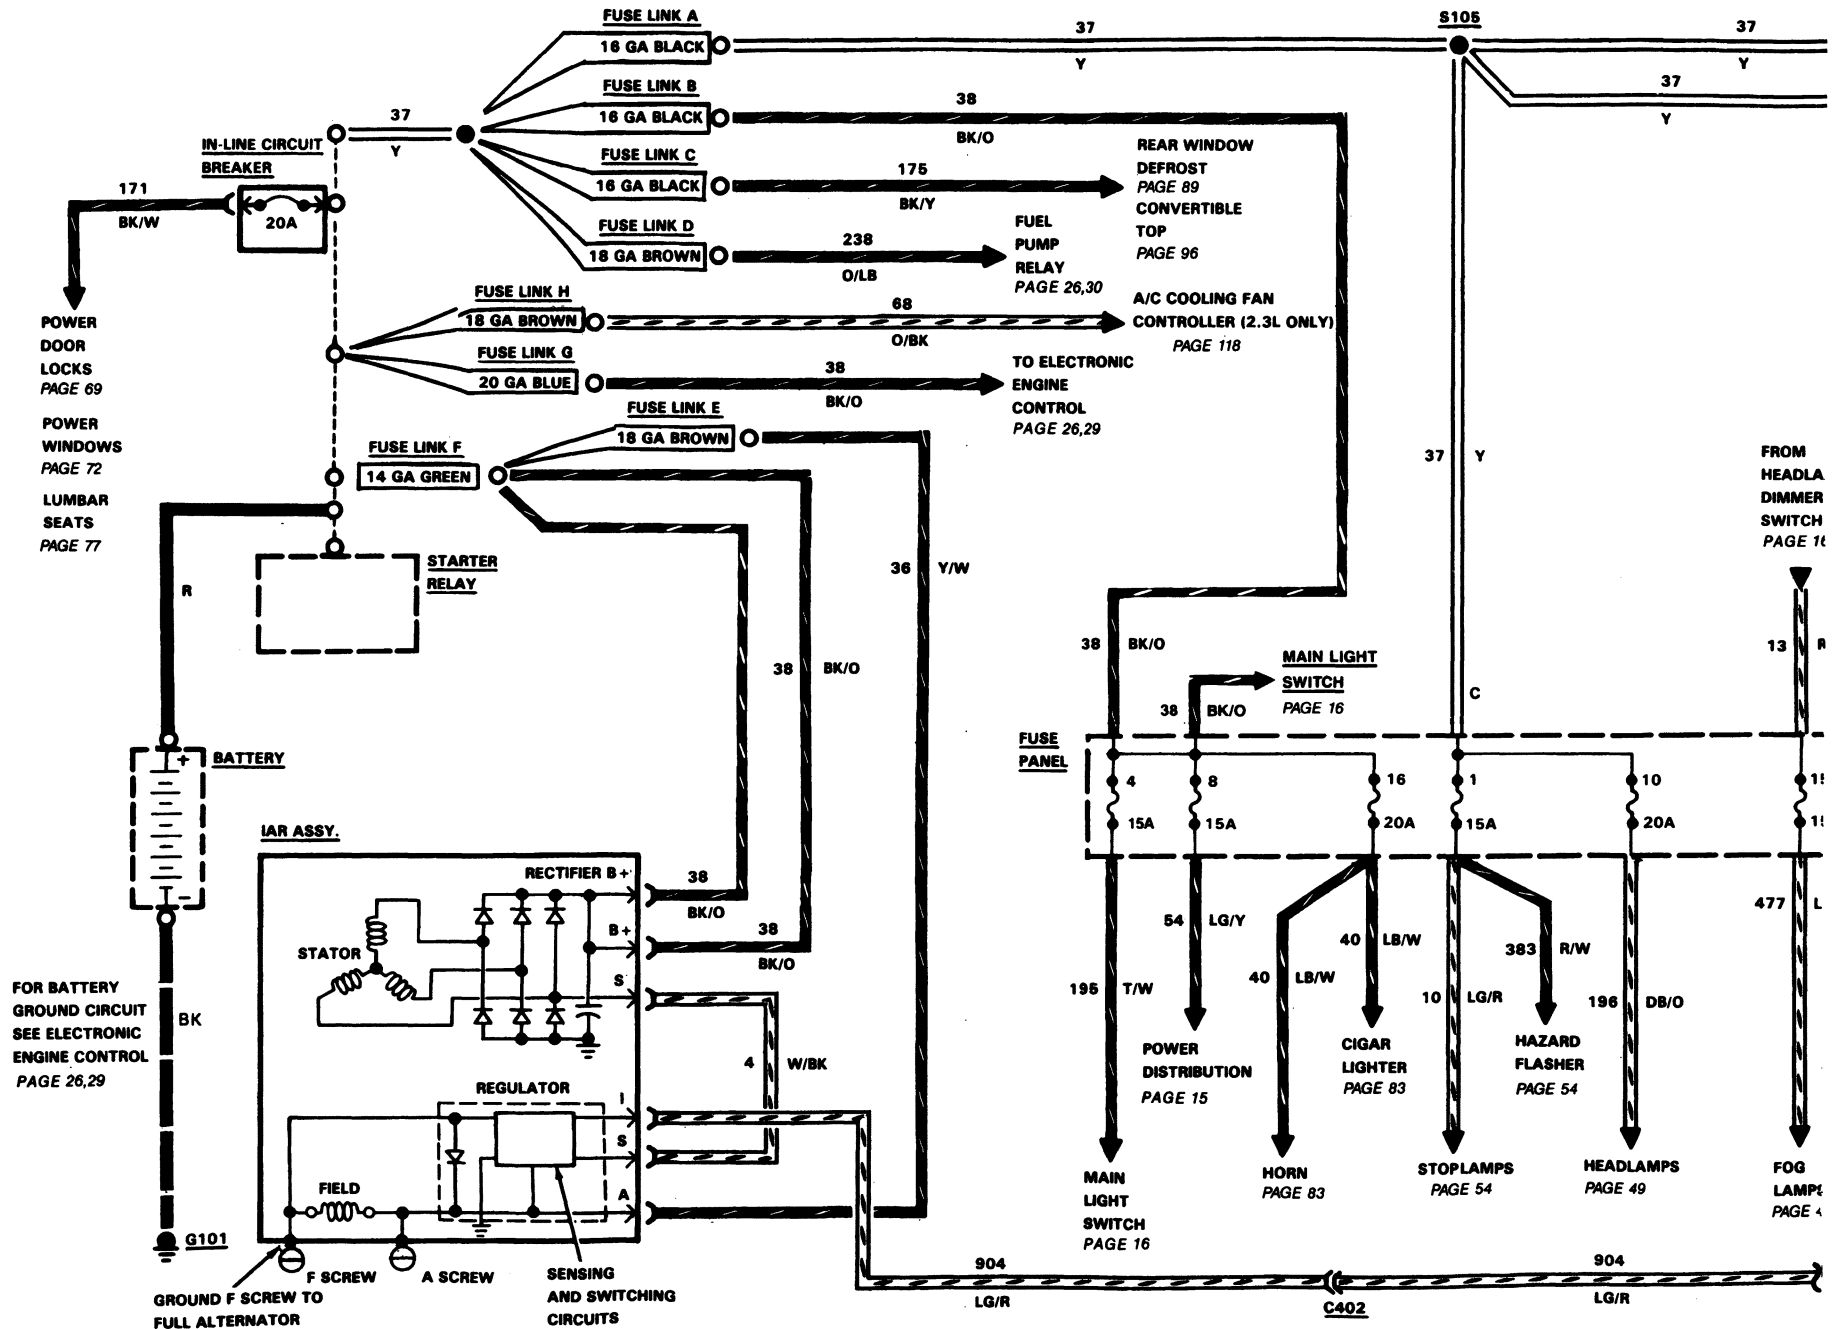 FUSE LINK A
16 GA BLACK
37
Y
S105
37
Y
37
Y
FUSE LINK B
16 GA BLACK
38
BK/O
37
Y
IN-LINE CIRCUIT
BREAKER
20A
171
BK/W
FUSE LINK C
16 GA BLACK
175
BK/Y
REAR WINDOW
DEFROST
PAGE 89
CONVERTIBLE
TOP
PAGE 96
FUSE LINK D
18 GA BROWN
238
O/LB
FUEL
PUMP
RELAY
PAGE 26,30
FUSE LINK H
18 GA BROWN
68
O/BK
A/C COOLING FAN
CONTROLLER (2.3L ONLY)
PAGE 118
FUSE LINK G
20 GA BLUE
38
BK/O
TO ELECTRONIC
ENGINE
CONTROL
PAGE 26,29
POWER
DOOR
LOCKS
PAGE 69
POWER
WINDOWS
PAGE 72
LUMBAR
SEATS
PAGE 77
FUSE LINK E
18 GA BROWN
FUSE LINK F
14 GA GREEN
37
Y
FROM
HEADLA
DIMMER
SWITCH
PAGE 16
STARTER
RELAY
R
36
Y/W
38
BK/O
38
BK/O
13
R
MAIN LIGHT
SWITCH
PAGE 16
38
BK/O
C
FUSE
PANEL
BATTERY
+
-
4
15A
8
15A
16
20A
1
15A
10
20A
15
15
IAR ASSY.
RECTIFIER B+
38
BK/O
B+
38
BK/O
STATOR
S
4
W/BK
54
LG/Y
40
LB/W
383
R/W
477
L
40
LB/W
195
T/W
10
LG/R
196
DB/O
FOR BATTERY
GROUND CIRCUIT
SEE ELECTRONIC
ENGINE CONTROL
PAGE 26,29
BK
POWER
DISTRIBUTION
PAGE 15
CIGAR
LIGHTER
PAGE 83
HAZARD
FLASHER
PAGE 54
REGULATOR
I
S
A
FIELD
MAIN
LIGHT
SWITCH
PAGE 16
HORN
PAGE 83
STOPLAMPS
PAGE 54
HEADLAMPS
PAGE 49
FOG
LAMPS
PAGE 4
G101
F SCREW
A SCREW
SENSING
AND SWITCHING
CIRCUITS
GROUND F SCREW TO
FULL ALTERNATOR
904
LG/R
C402
904
LG/R